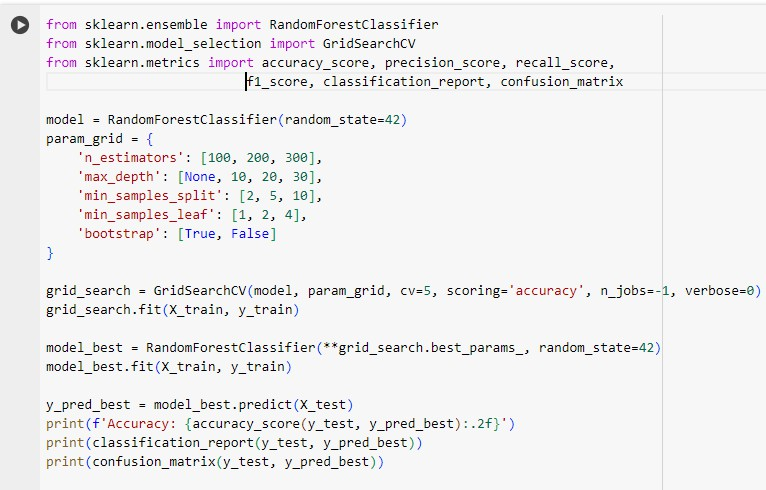 from sklearn.ensemble import RandomForestClassifier
from sklearn.model_selection import GridSearchCV
from sklearn.metrics import accuracy_score, precision_score, recall_score,
                         f1_score, classification_report, confusion_matrix
model = RandomForestClassifier(random_state=42)
param_grid = {
    'n_estimators': [100, 200, 300],
    'max_depth': [None, 10, 20, 30],
    'min_samples_split': [2, 5, 10],
    'min_samples_leaf': [1, 2, 4],
    'bootstrap': [True, False]
}
grid_search = GridSearchCV(model, param_grid, cv=5, scoring='accuracy', n_jobs=-1, verbose=0)
grid_search.fit(X_train, y_train)
model_best = RandomForestClassifier(**grid_search.best_params_, random_state=42)
model_best.fit(X_train, y_train)
y_pred_best = model_best.predict(X_test)
print(f'Accuracy: {accuracy_score(y_test, y_pred_best):.2f}')
print(classification_report(y_test, y_pred_best))
print(confusion_matrix(y_test, y_pred_best))